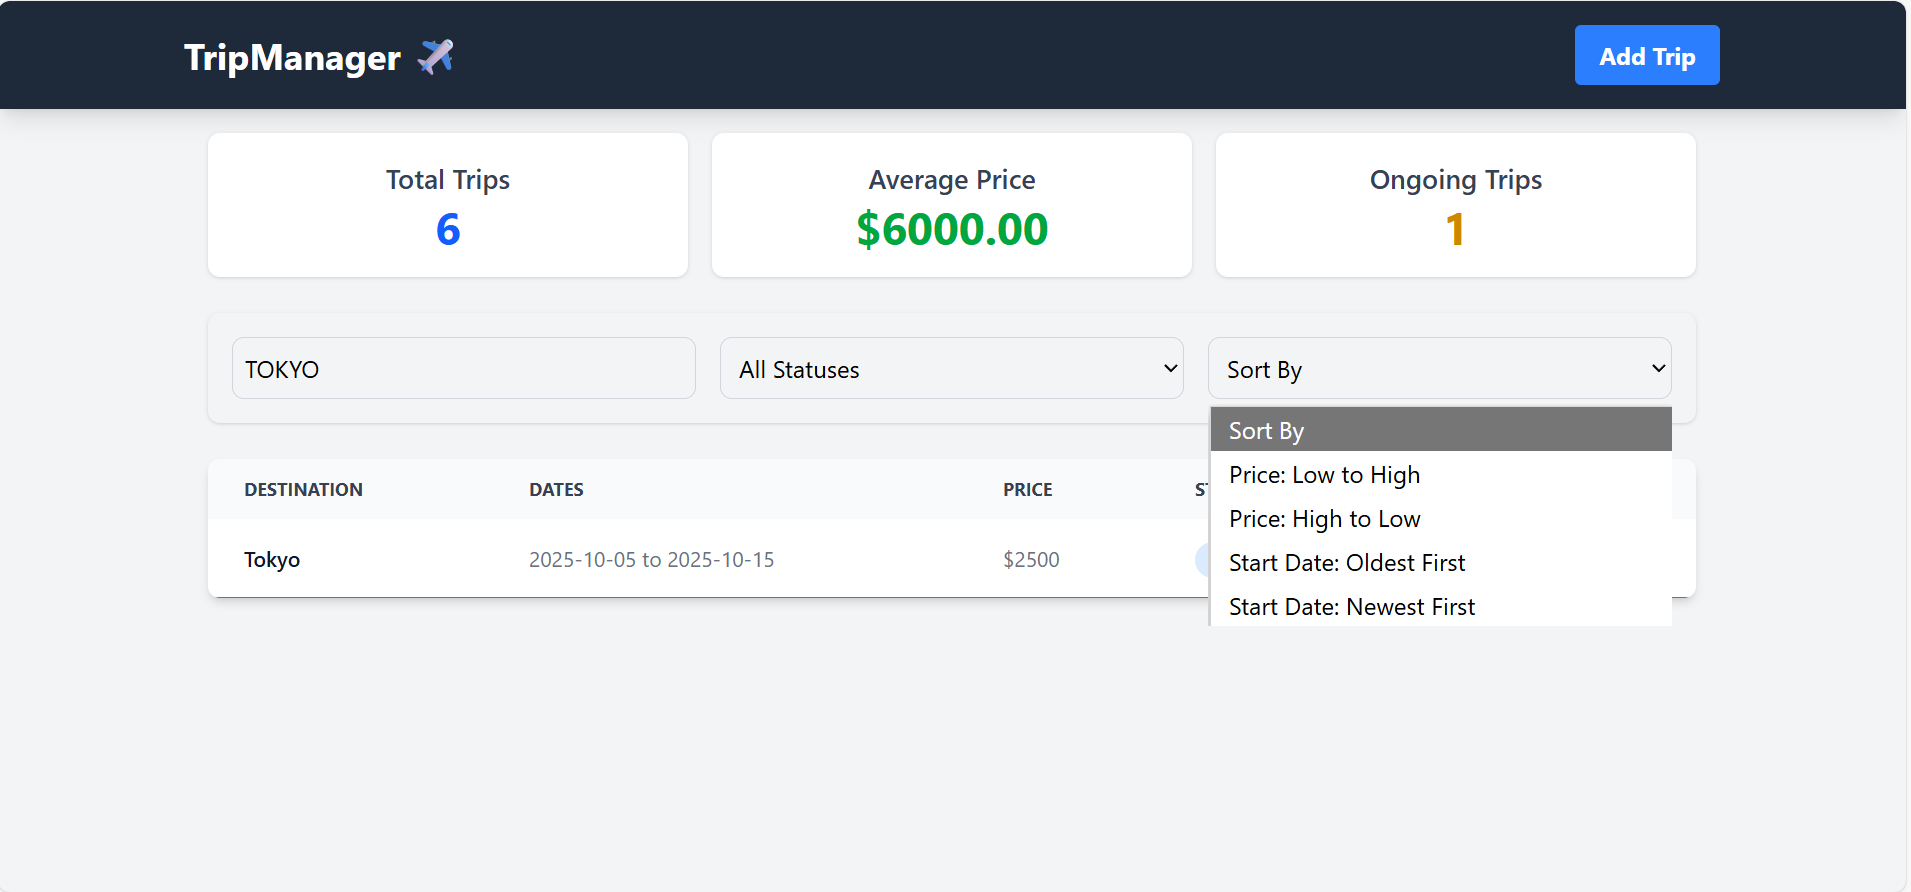 TripManager
Add Trip
Total Trips
6
Average Price
$6000.00
Ongoing Trips
1
TOKYO
All Statuses
Sort By
Sort By
Price: Low to High
Price: High to Low
Start Date: Oldest First
Start Date: Newest First
DESTINATION DATES PRICE
Tokyo 2025-10-05 to 2025-10-15 $2500